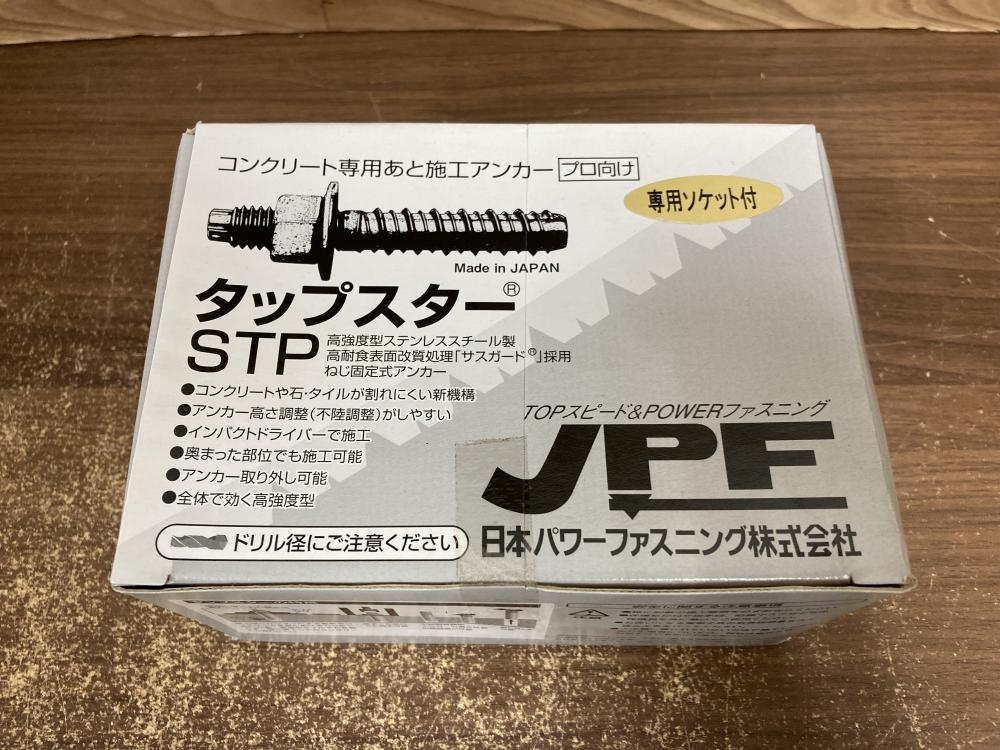 コンクリート専用あと施工アンカー プロ向け
専用ソケット付
Made in JAPAN
タップスター®
STP
高強度型ステンレススチール製
高耐食表面改質処理「サスガード®」採用
ねじ固定式アンカー
●コンクリートや石・タイルが割れにくい新機構
●アンカー高さ調整(不陸調整)がしやすい
●インパクトドライバーで施工
●奥まった部位でも施工可能
●アンカー取り外し可能
●全体で効く高強度型
ドリル径にご注意ください
TOPスピード&POWERファスニング
JPF
日本パワーファスニング株式会社